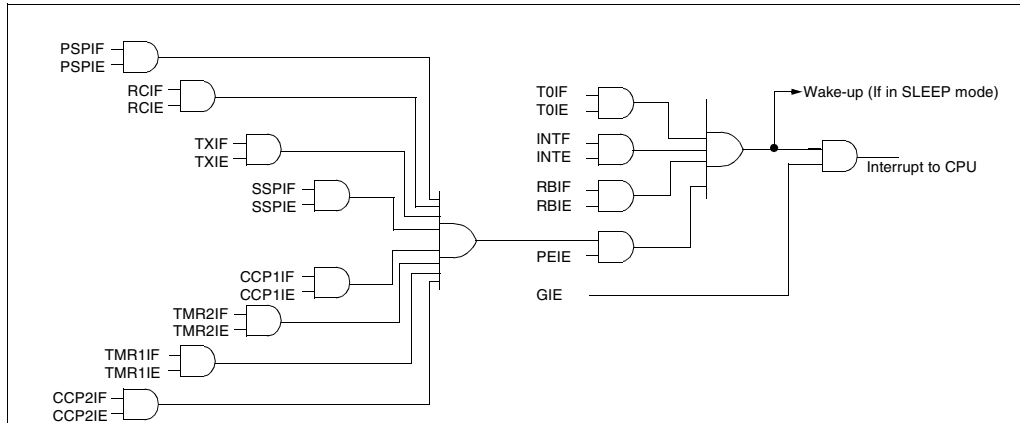 PSPIF
PSPIE
RCIF
RCIE
TXIF
TXIE
SSPIF
SSPIE
CCP1IF
CCP1IE
TMR2IF
TMR2IE
TMR1IF
TMR1IE
CCP2IF
CCP2IE
T0IF
T0IE
INTF
INTE
RBIF
RBIE
PEIE
GIE
Wake-up (If in SLEEP mode)
Interrupt to CPU